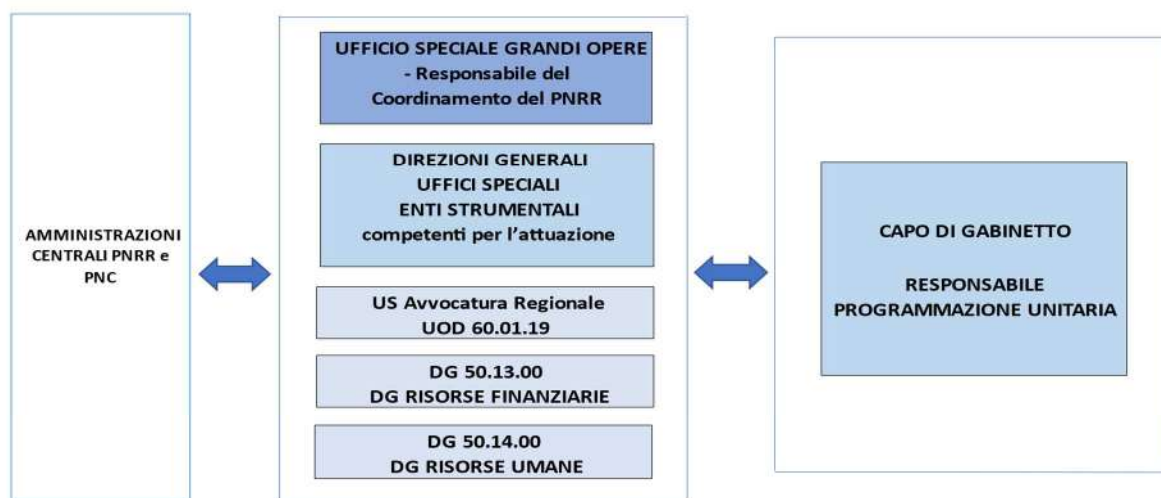 AMMINISTRAZIONI
CENTRALI PNRR e
PNC
UFFICIO SPECIALE GRANDI OPERE
- Responsabile del
Coordinamento del PNRR
DIREZIONI GENERALI
UFFICI SPECIALI
ENTI STRUMENTALI
competenti per l'attuazione
US Avvocatura Regionale
UOD 60.01.19
DG 50.13.00
DG RISORSE FINANZIARIE
DG 50.14.00
DG RISORSE UMANE
CAPO DI GABINETTO
RESPONSABILE
PROGRAMMAZIONE UNITARIA